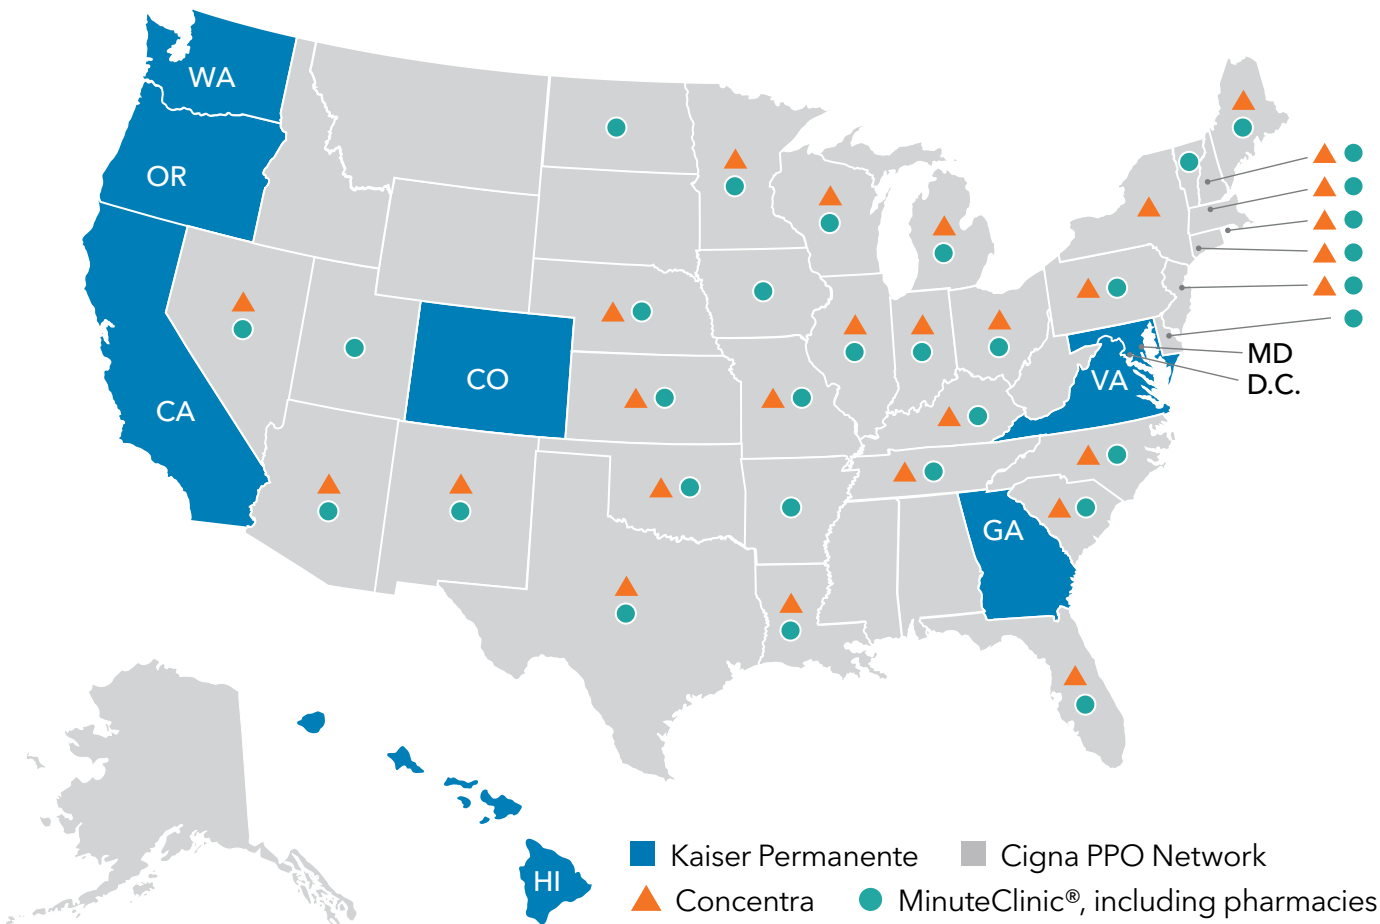 WA
OR
CA
CO
MD
D.C.
VA
GA
HI
Kaiser Permanente
Cigna PPO Network
Concentra
MinuteClinic®, including pharmacies